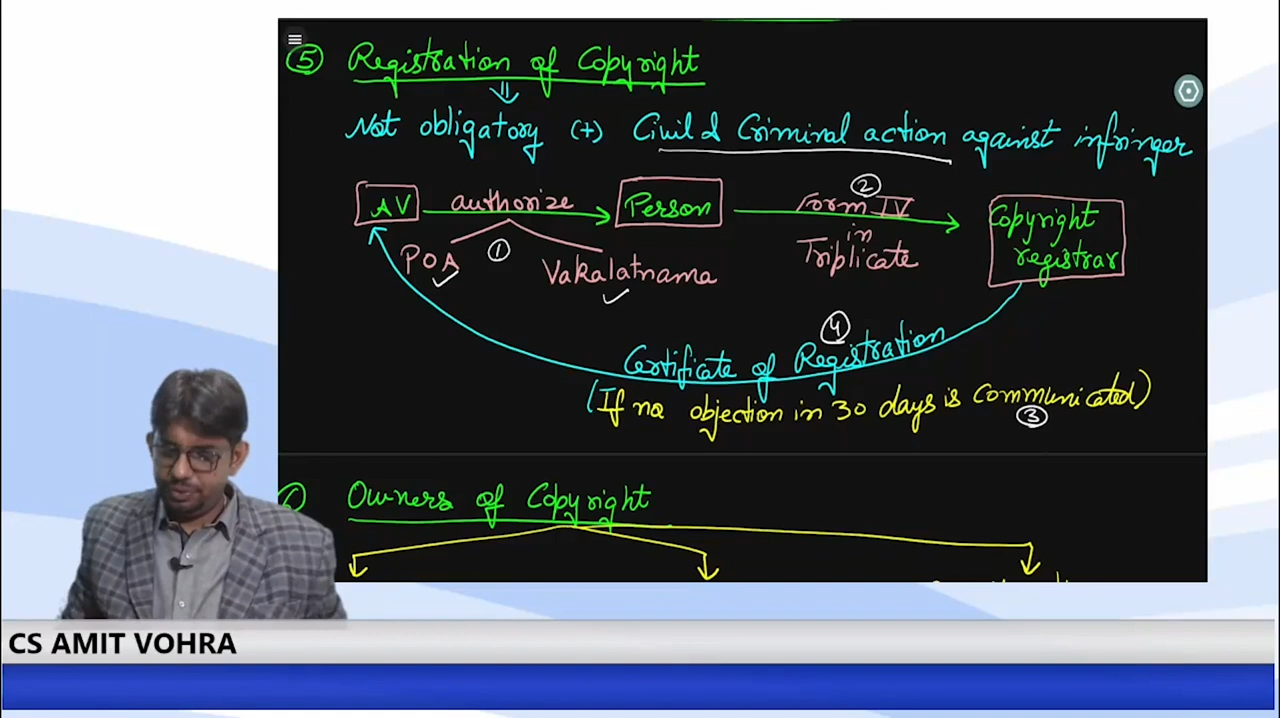 ⑤ Registration of Copyright
Not obligatory (+) Civil & Criminal action against infringer
AV authorize Person ② Form IV in Triplicate Copyright registrar
POA ① Vakalatnama
④
Certificate of Registration
(If no objection in 30 days is communicated)
③
Owners of Copyright
CS AMIT VOHRA